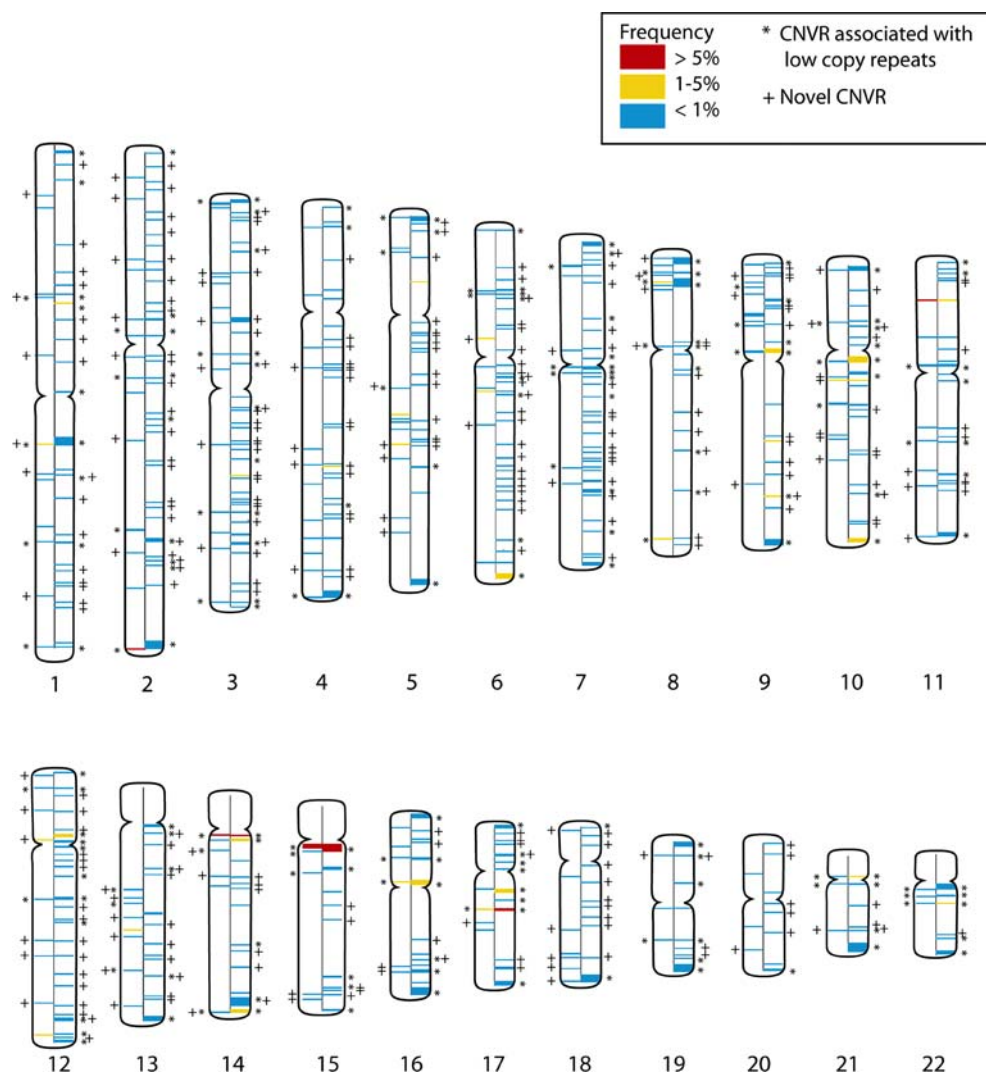 Frequency
> 5%
1-5%
< 1%
* CNVR associated with
low copy repeats
+ Novel CNVR
1 2 3 4 5 6 7 8 9 10 11
12 13 14 15 16 17 18 19 20 21 22